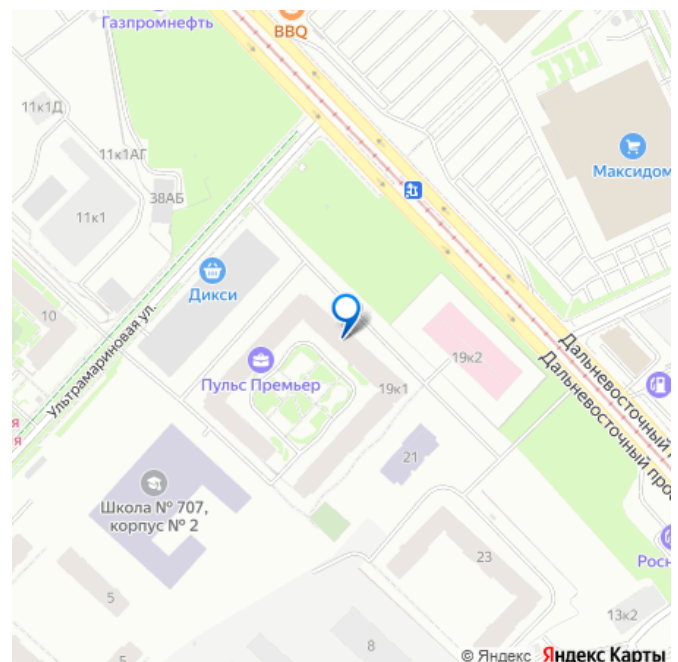 Газпромнефть
BBQ
11к1Д
11к1АГ
38АБ
11к1
Максидом
Дикси
10
Ультрамариновая ул.
Пульс Премьер
19к2
19к1
Дальневосточный
Дальневосточный прос
21
Школа № 707,
корпус № 2
23
Росн
5
13к2
5
8
© Яндекс Яндекс Карты